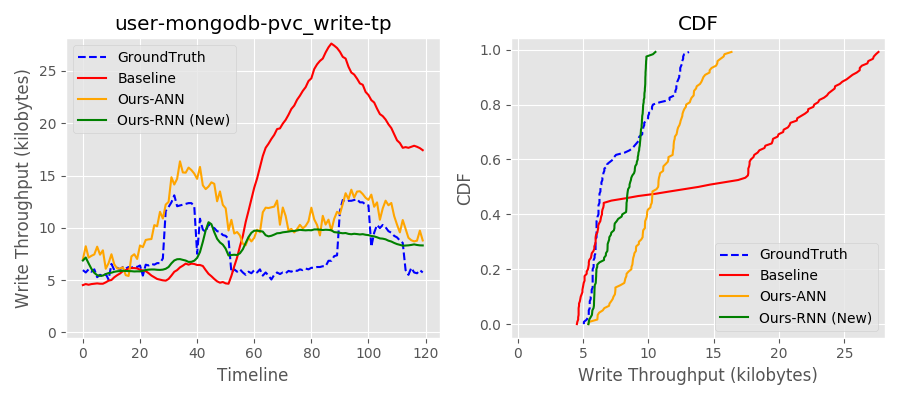 user-mongodb-pvc_write-tp
GroundTruth
Baseline
Ours-ANN
Ours-RNN (New)
Write Throughput (kilobytes)
25
20
15
10
5
0
0
20
40
60
80
100
120
Timeline
CDF
CDF
1.0
0.8
0.6
0.4
0.2
0.0
GroundTruth
Baseline
Ours-ANN
Ours-RNN (New)
0
5
10
15
20
25
Write Throughput (kilobytes)